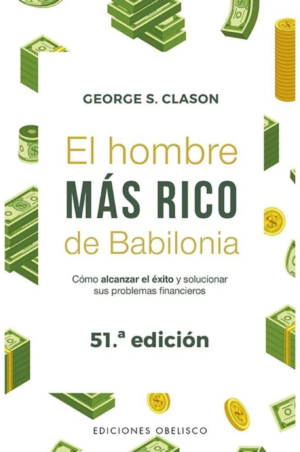 GEORGE S. CLASON
El hombre
MÁS RICO
de Babilonia
Cómo alcanzar el éxito y solucionar
sus problemas financieros
51.ª edición
EDICIONES OBELISCO